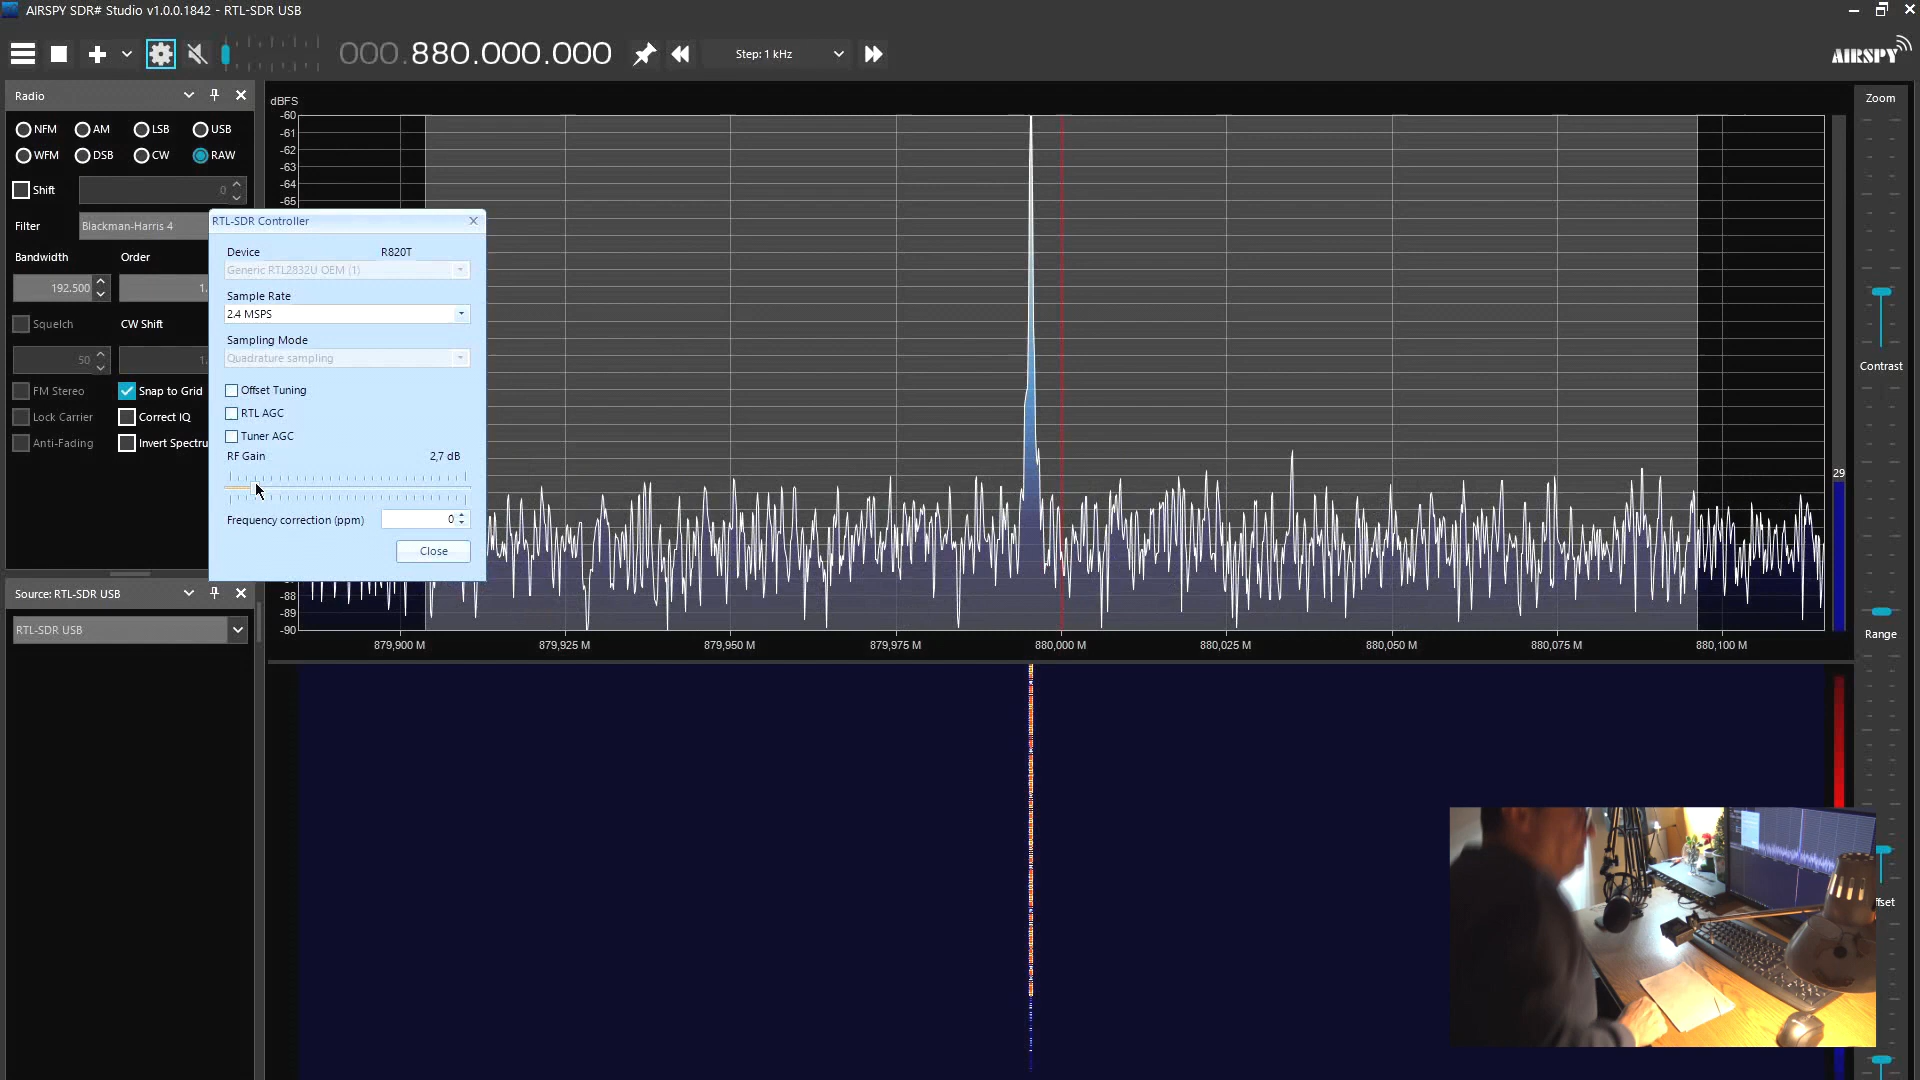 AIRSPY SDR# Studio v1.0.0.1842 - RTL-SDR USB
000.880.000.000
Step: 1 kHz
AIRSPY
Radio
NFM AM LSB USB
WFM DSB CW RAW
Shift 0
Filter Blackman-Harris 4
Bandwidth Order
192.500 1.
Squelch CW Shift
50 1.
FM Stereo Snap to Grid
Lock Carrier Correct IQ
Anti-Fading Invert Spectru
Source: RTL-SDR USB
RTL-SDR USB
RTL-SDR Controller
Device R820T
Generic RTL2832U OEM (1)
Sample Rate
2.4 MSPS
Sampling Mode
Quadrature sampling
Offset Tuning
RTL AGC
Tuner AGC
RF Gain 2,7 dB
Frequency correction (ppm) 0
Close
dBFS
-60
-61
-62
-63
-64
-65
-88
-89
-90
879,900 M 879,925 M 879,950 M 879,975 M 880,000 M 880,025 M 880,050 M 880,075 M 880,100 M
29
Zoom
Contrast
Range
ffset